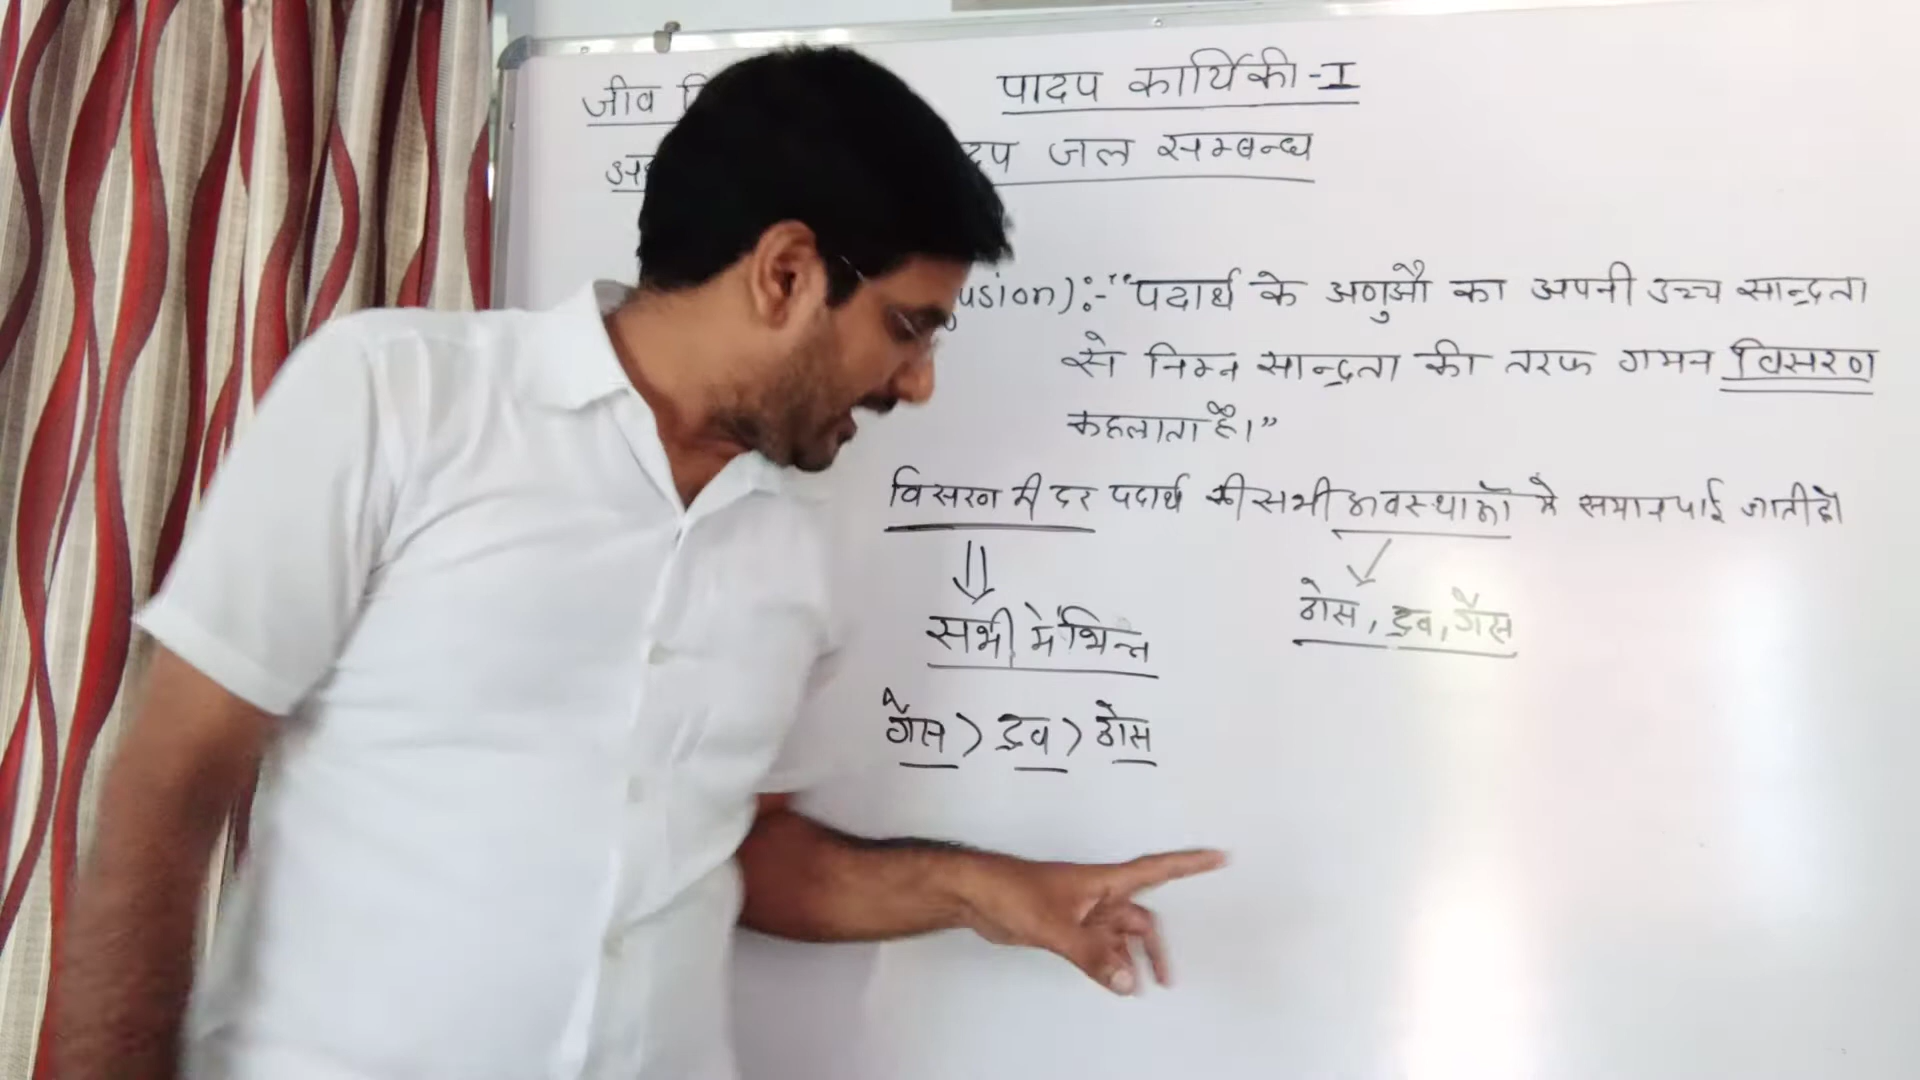 जीव पादप कार्यिकी-I
जल सम्बन्ध
usion):- "पदार्थ के अणुओ का अपनी उच्च सान्द्रता
से निम्न सान्द्रता की तरफ गमन विसरण
कहलाता है।"
विसरण की दर पदार्थ की सभी अवस्थाओ मे समान पाई जाती हो
सभी मे भिन्न
ठोस, द्रव, गैस
गैस > द्रव > ठोस